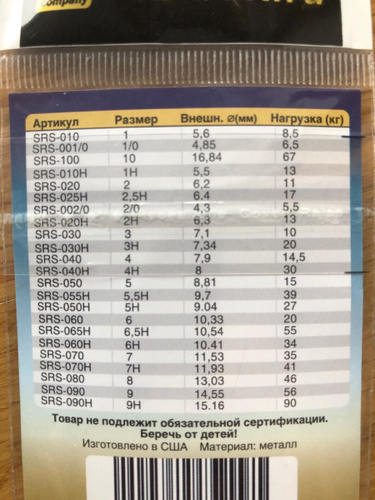 company
Артикул Размер Внешн. ⌀(мм) Нагрузка (кг)
SRS-010 1 5,6 8,5
SRS-001/0 1/0 4,85 6,5
SRS-100 10 16,84 67
SRS-010H 1H 5,5 13
SRS-020 2 6,2 11
SRS-025H 2,5H 6.4 17
SRS-002/0 2/0 4,3 5,5
SRS-020H 2H 6,3 13
SRS-030 3 7,1 10
SRS-030H 3H 7,34 20
SRS-040 4 7,9 14,5
SRS-040H 4H 8 30
SRS-050 5 8,81 15
SRS-055H 5,5H 9,7 39
SRS-050H 5H 9.04 27
SRS-060 6 10,33 20
SRS-065H 6,5H 10,54 55
SRS-060H 6H 10.41 34
SRS-070 7 11,53 35
SRS-070H 7H 11,93 41
SRS-080 8 13,03 46
SRS-090 9 14,55 56
SRS-090H 9H 15.16 90
Товар не подлежит обязательной сертификации.
Беречь от детей!
Изготовлено в США Материал: металл